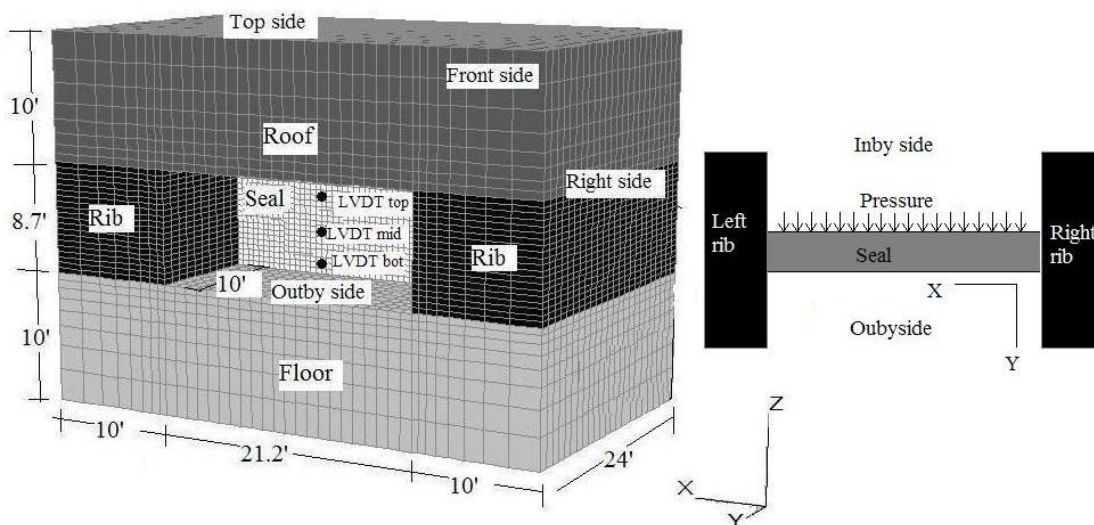 Top side
Front side
10'
Roof
Right side
Seal
LVDT top
8.7'
Rib
LVDT mid
Rib
LVDT bot
10'
Outby side
10'
Floor
10'
21.2'
10'
24'
Inby side
Pressure
Left
rib
Right
rib
Seal
X
Oubyside
Y
Z
X
Y